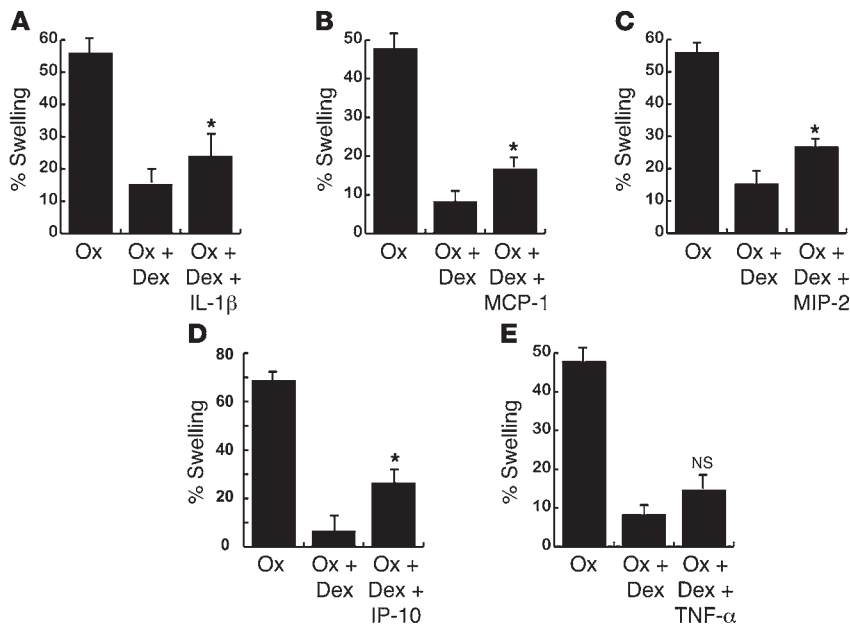 A
% Swelling
60
50
40
30
20
10
0
*
Ox
Ox +
Dex
Ox +
Dex +
IL-1β
B
% Swelling
50
40
30
20
10
0
*
Ox
Ox +
Dex
Ox +
Dex +
MCP-1
C
% Swelling
60
50
40
30
20
10
0
*
Ox
Ox +
Dex
Ox +
Dex +
MIP-2
D
% Swelling
80
60
40
20
0
*
Ox
Ox +
Dex
Ox +
Dex +
IP-10
E
% Swelling
50
40
30
20
10
0
NS
Ox
Ox +
Dex
Ox +
Dex +
TNF-α